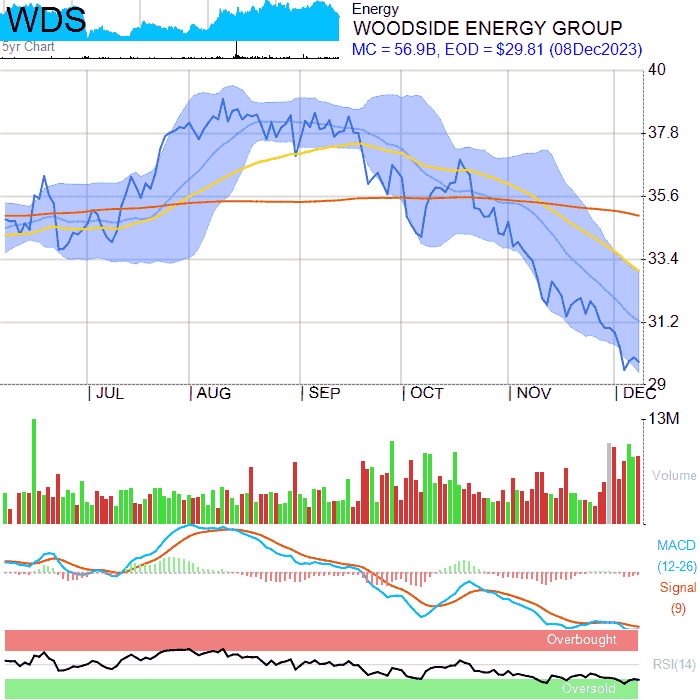 WDS
5yr Chart
Energy
WOODSIDE ENERGY GROUP
MC = 56.9B, EOD = $29.81 (08Dec2023)
40
37.8
35.6
33.4
31.2
29
JUL AUG SEP OCT NOV DEC
13M
Volume
MACD
(12-26)
Signal
(9)
Overbought
RSI(14)
Oversold